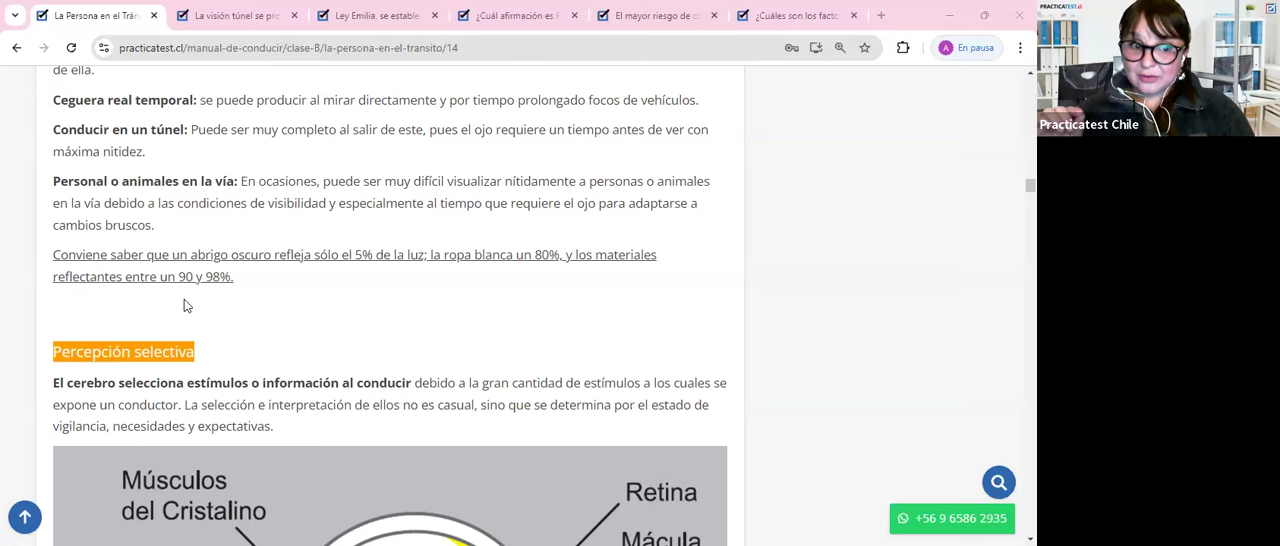 La Persona en el Trán
La visión túnel se pro
Ley Emilia, se estable
¿Cuál afirmación es
El mayor riesgo de co
¿Cuáles son los facto
practicatest.cl/manual-de-conducir/clase-B/la-persona-en-el-transito/14
A En pausa
PRACTICATEST.cl
Practicatest Chile
de ella.
Ceguera real temporal: se puede producir al mirar directamente y por tiempo prolongado focos de vehículos.
Conducir en un túnel: Puede ser muy completo al salir de este, pues el ojo requiere un tiempo antes de ver con
máxima nitidez.
Personal o animales en la vía: En ocasiones, puede ser muy difícil visualizar nítidamente a personas o animales
en la vía debido a las condiciones de visibilidad y especialmente al tiempo que requiere el ojo para adaptarse a
cambios bruscos.
Conviene saber que un abrigo oscuro refleja sólo el 5% de la luz; la ropa blanca un 80%, y los materiales
reflectantes entre un 90 y 98%.
Percepción selectiva
El cerebro selecciona estímulos o información al conducir debido a la gran cantidad de estímulos a los cuales se
expone un conductor. La selección e interpretación de ellos no es casual, sino que se determina por el estado de
vigilancia, necesidades y expectativas.
Músculos
del Cristalino
Retina
Mácula
+56 9 6586 2935